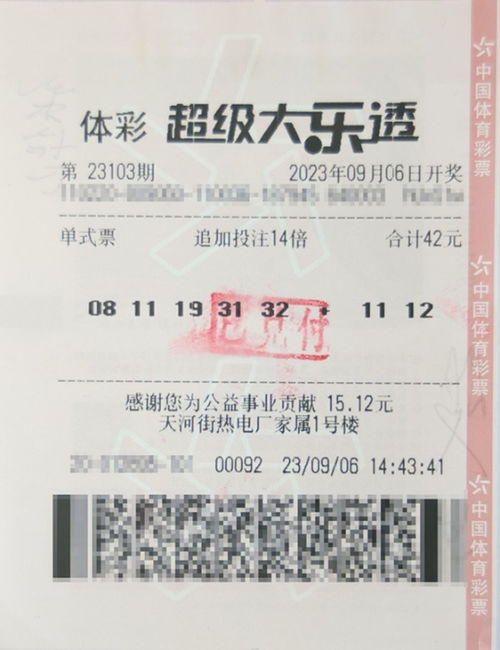 体彩 超级大乐透
第 23103期 2023年09月06日开奖
单式票 追加投注14倍 合计42元
08 11 19 31 32 + 11 12
已兑付
感谢您为公益事业贡献 15.12元
天河街热电厂家属1号楼
00092 23/09/06 14:43:41
中国体育彩票
中国体育彩票
中国体育彩票